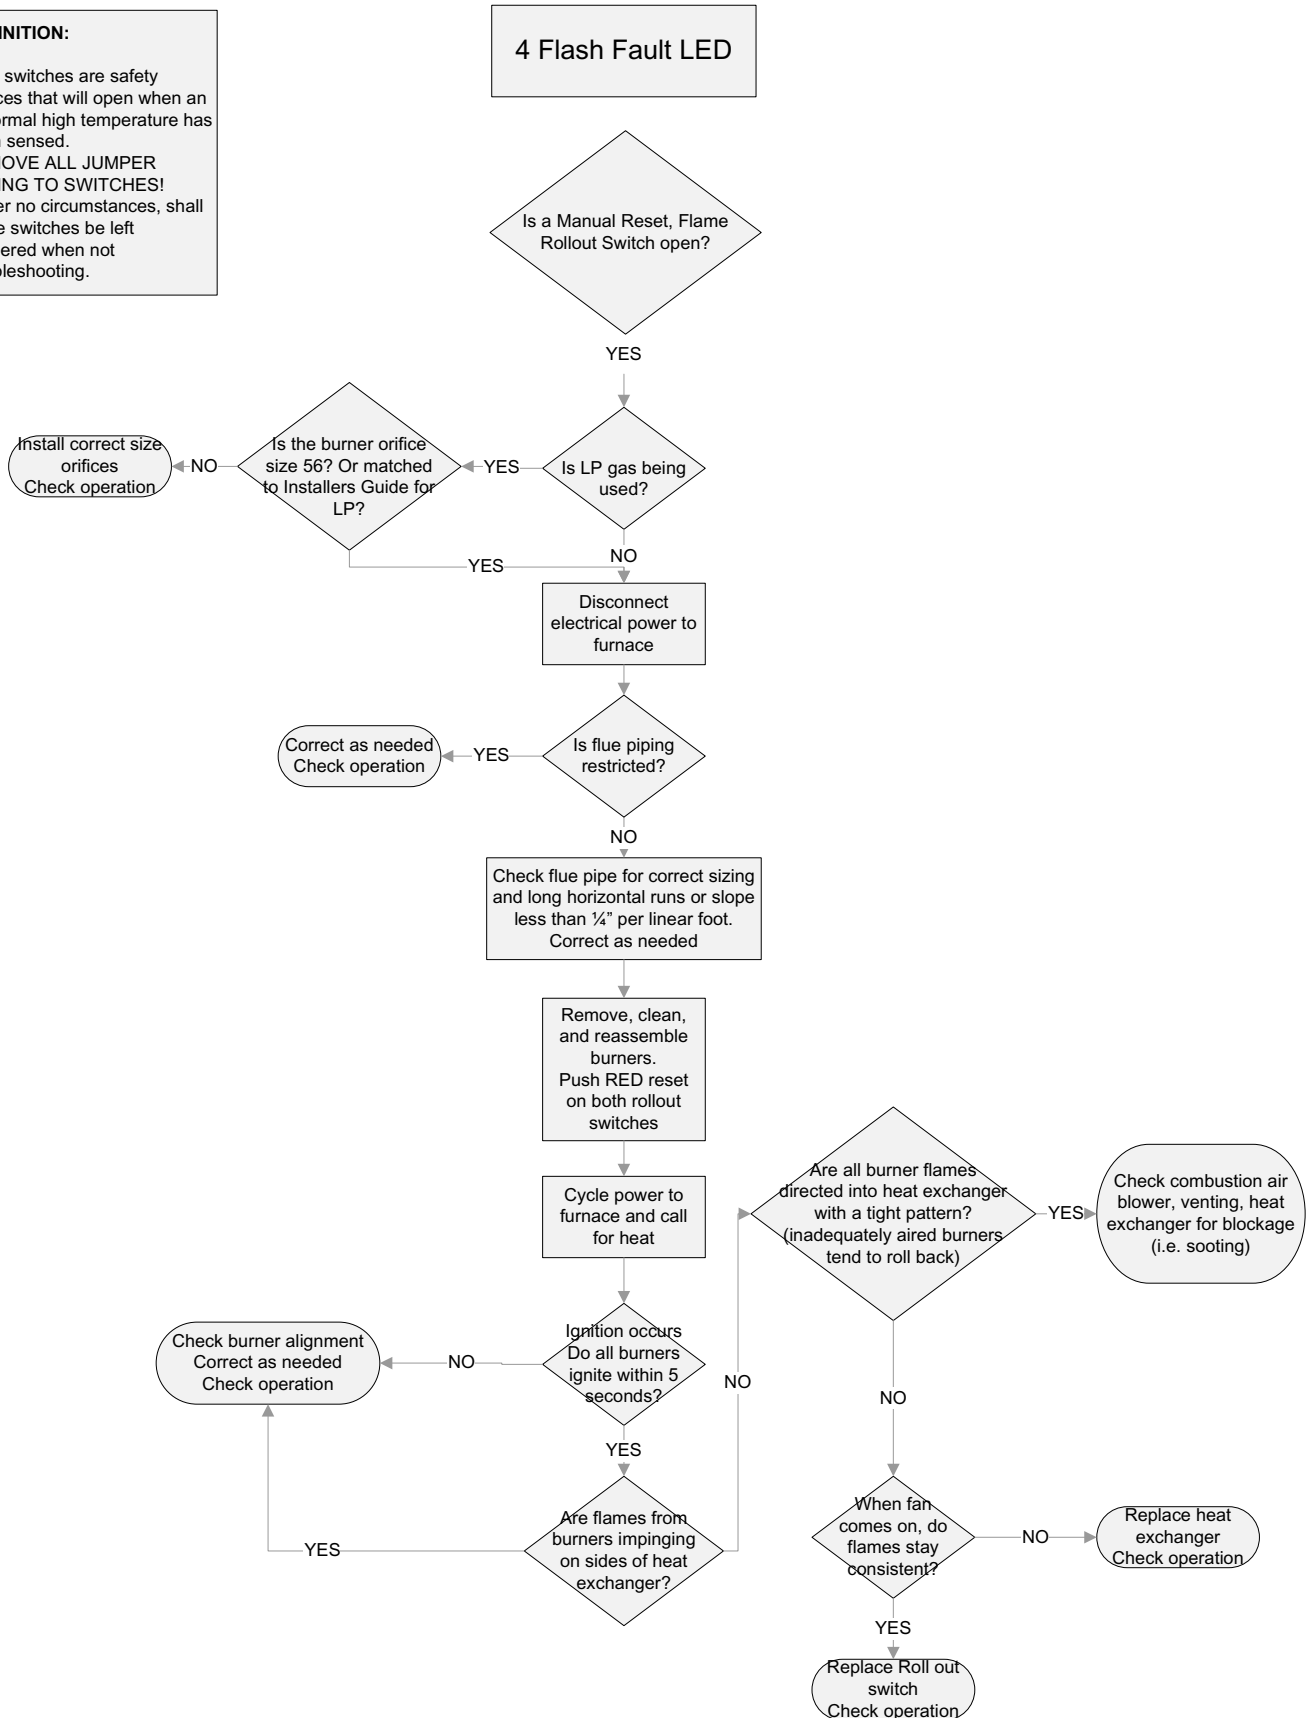 NITION:
switches are safety
ces that will open when an
ormal high temperature has
sensed.
OVE ALL JUMPER
NG TO SWITCHES!
er no circumstances, shall
e switches be left
ered when not
bleshooting.
4 Flash Fault LED
Is a Manual Reset, Flame
Rollout Switch open?
YES
Is LP gas being
used?
YES
Is the burner orifice
size 56? Or matched
to Installers Guide for
LP?
NO
Install correct size
orifices
Check operation
YES
NO
Disconnect
electrical power to
furnace
Is flue piping
restricted?
YES
Correct as needed
Check operation
NO
Check flue pipe for correct sizing
and long horizontal runs or slope
less than ¼” per linear foot.
Correct as needed
Remove, clean,
and reassemble
burners.
Push RED reset
on both rollout
switches
Cycle power to
furnace and call
for heat
Ignition occurs
Do all burners
ignite within 5
seconds?
NO
Check burner alignment
Correct as needed
Check operation
YES
Are flames from
burners impinging
on sides of heat
exchanger?
YES
NO
Are all burner flames
directed into heat exchanger
with a tight pattern?
(inadequately aired burners
tend to roll back)
YES
Check combustion air
blower, venting, heat
exchanger for blockage
(i.e. sooting)
NO
When fan
comes on, do
flames stay
consistent?
NO
Replace heat
exchanger
Check operation
YES
Replace Roll out
switch
Check operation